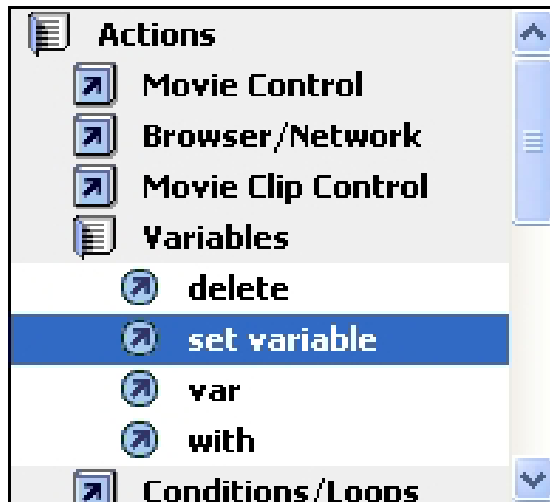 Actions
Movie Control
Browser/Network
Movie Clip Control
Variables
delete
set variable
var
with
Conditions/Loops